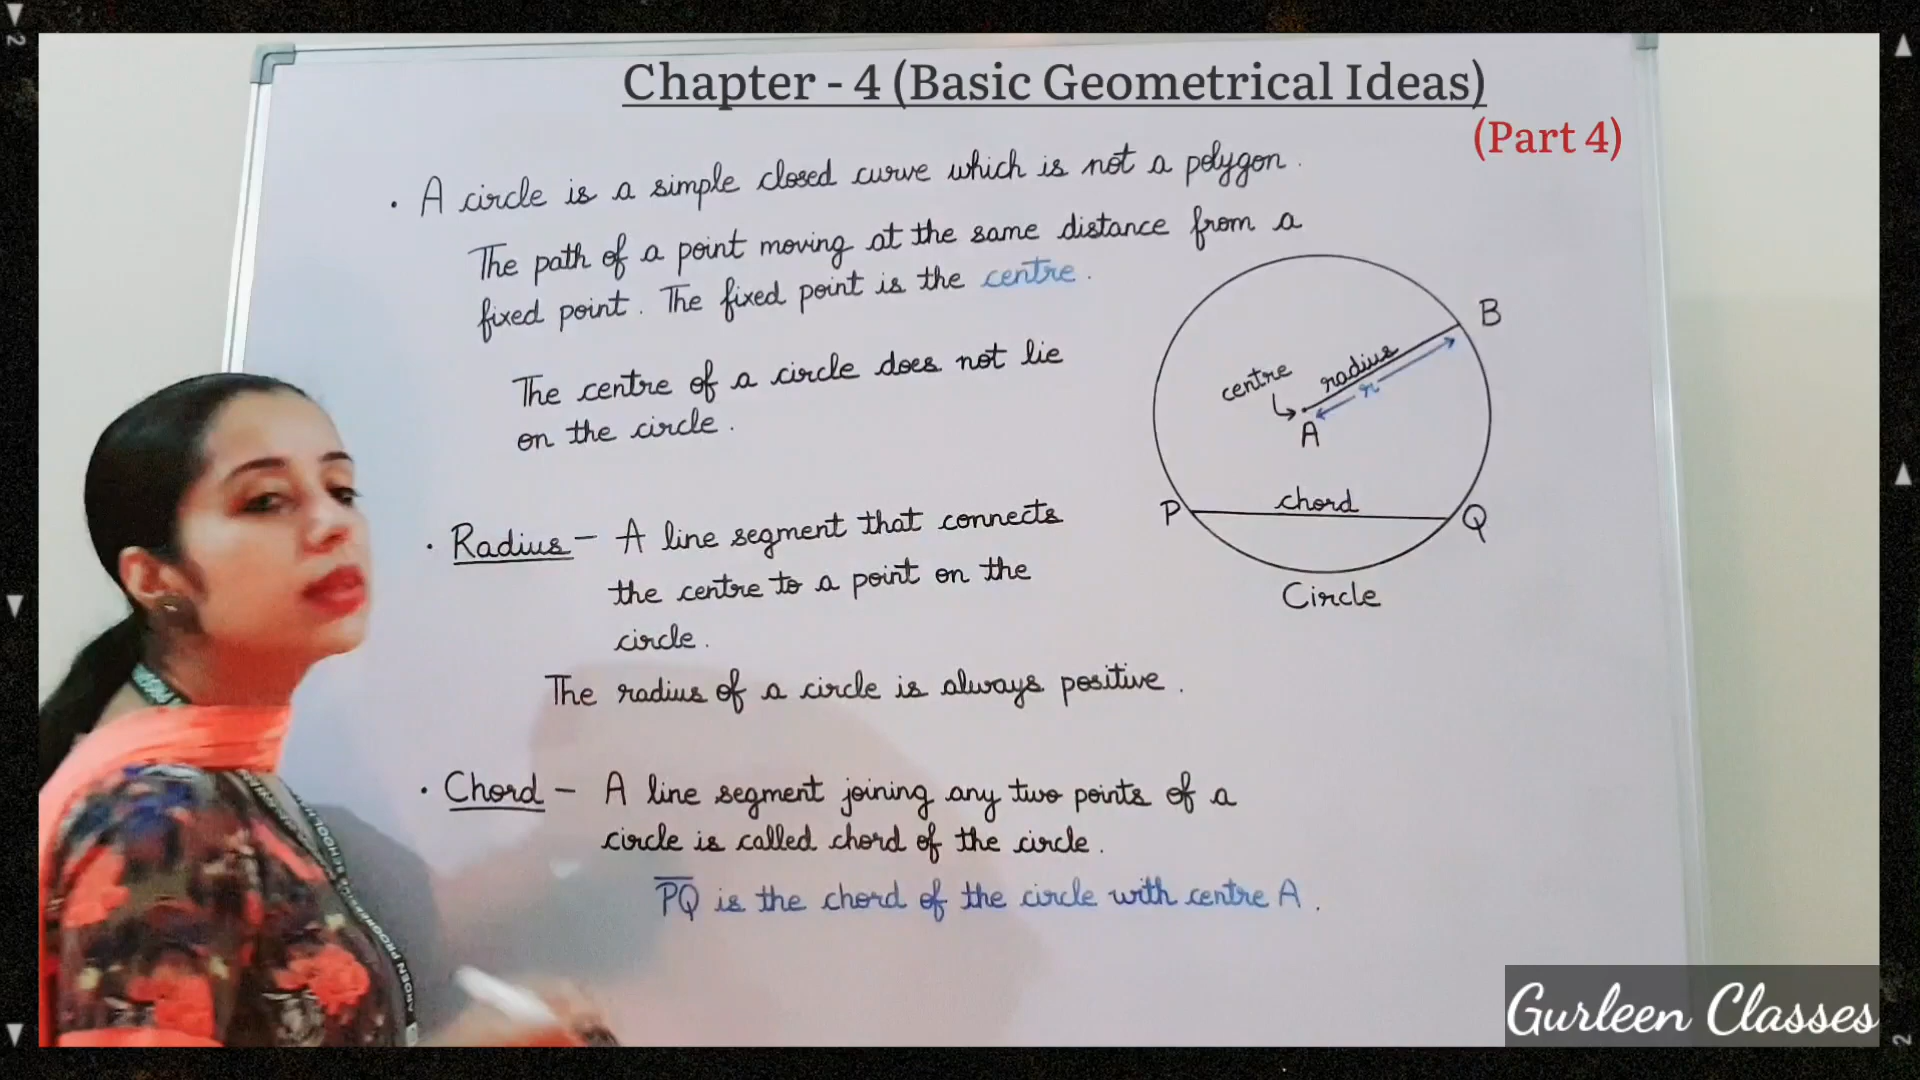 Chapter - 4 (Basic Geometrical Ideas)
(Part 4)
· A circle is a simple closed curve which is not a polygon.
The path of a point moving at the same distance from a
fixed point. The fixed point is the centre.
The centre of a circle does not lie
on the circle.
· Radius - A line segment that connects
the centre to a point on the
circle.
The radius of a circle is always positive.
· Chord - A line segment joining any two points of a
circle is called chord of the circle.
PQ is the chord of the circle with centre A.
B
centre
radius
r
A
P
chord
Q
Circle
Gurleen Classes
2
2